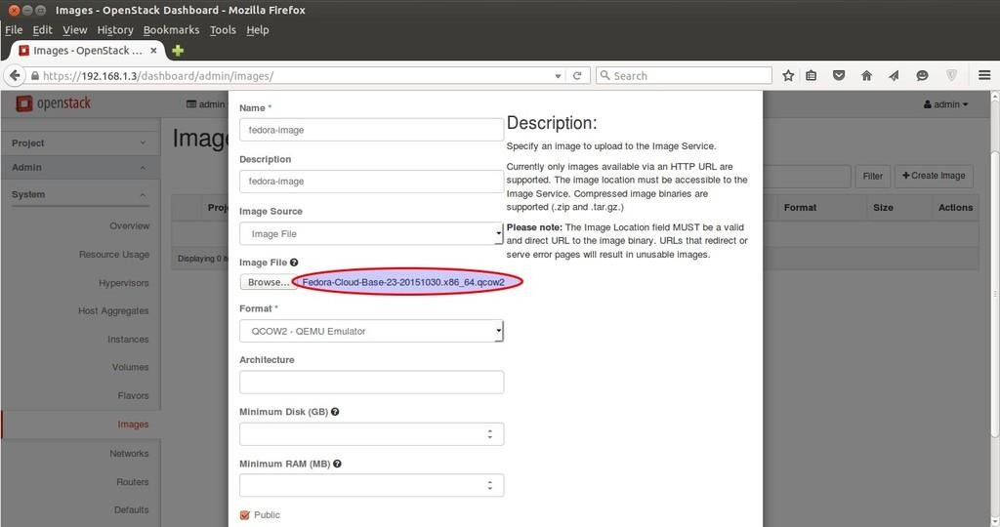 Images - OpenStack Dashboard - Mozilla Firefox
File Edit View History Bookmarks Tools Help
Images - OpenStack ...
https://192.168.1.3/dashboard/admin/images/
Search
openstack
admin
admin
Project
Admin
System
Overview
Resource Usage
Hypervisors
Host Aggregates
Instances
Volumes
Flavors
Images
Networks
Routers
Defaults
Filter
+ Create Image
Format Size Actions
Displaying 0
Name *
fedora-image
Description
fedora-image
Image Source
Image File
Image File
Browse... Fedora-Cloud-Base-23-20151030.x86_64.qcow2
Format *
QCOW2 - QEMU Emulator
Architecture
Minimum Disk (GB)
Minimum RAM (MB)
Public
Description:
Specify an image to upload to the Image Service.
Currently only images available via an HTTP URL are
supported. The image location must be accessible to the
Image Service. Compressed image binaries are
supported (.zip and .tar.gz.)
Please note: The Image Location field MUST be a valid
and direct URL to the image binary. URLs that redirect or
serve error pages will result in unusable images.